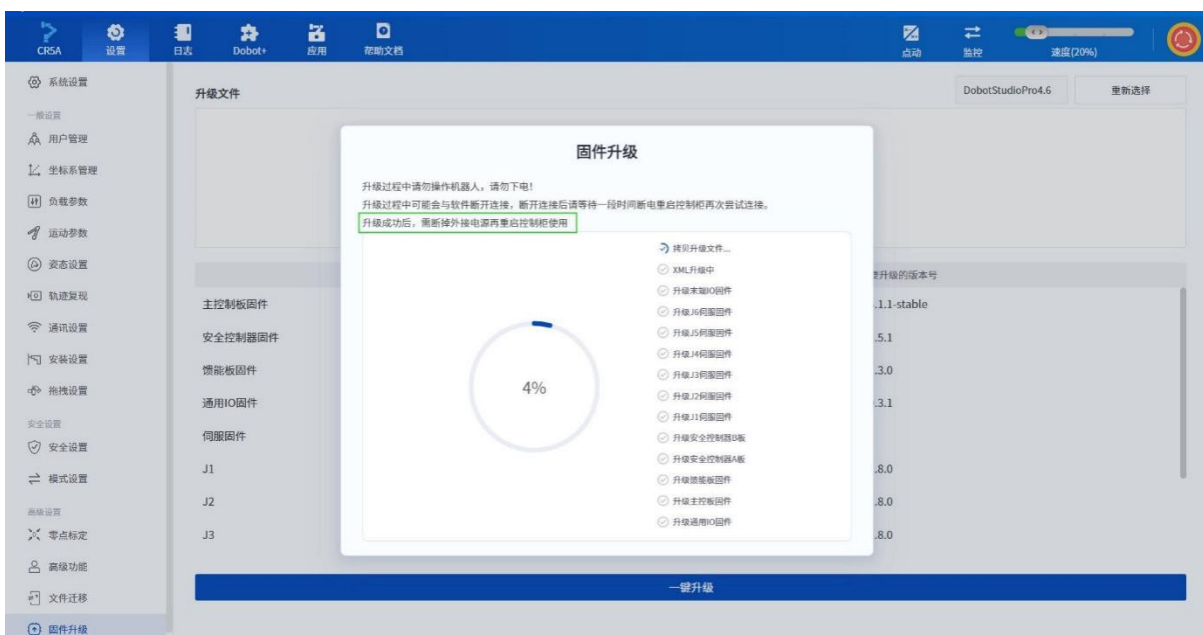 CR5A
设置
日志
Dobot+
应用
帮助文档
点动
监控
速度(20%)
系统设置
一般设置
用户管理
坐标系管理
负载参数
运动参数
姿态设置
轨迹复现
通讯设置
安装设置
拖拽设置
安全设置
安全设置
模式设置
高级设置
零点标定
高级功能
文件迁移
固件升级
升级文件
DobotStudioPro4.6
重新选择
固件升级
升级过程中请勿操作机器人，请勿下电！
升级过程中可能会与软件断开连接，断开连接后请等待一段时间断电重启控制柜再次尝试连接。
升级成功后，需断掉外接电源再重启控制柜使用
4%
拷贝升级文件...
XML升级中
升级末端IO固件
升级J6伺服固件
升级J5伺服固件
升级J4伺服固件
升级J3伺服固件
升级J2伺服固件
升级J1伺服固件
升级安全控制器B板
升级安全控制器A板
升级馈能板固件
升级主控板固件
升级通用IO固件
升级的版本号
主控制板固件
.1.1-stable
安全控制器固件
.5.1
馈能板固件
.3.0
通用IO固件
.3.1
伺服固件
J1
.8.0
J2
.8.0
J3
.8.0
一键升级